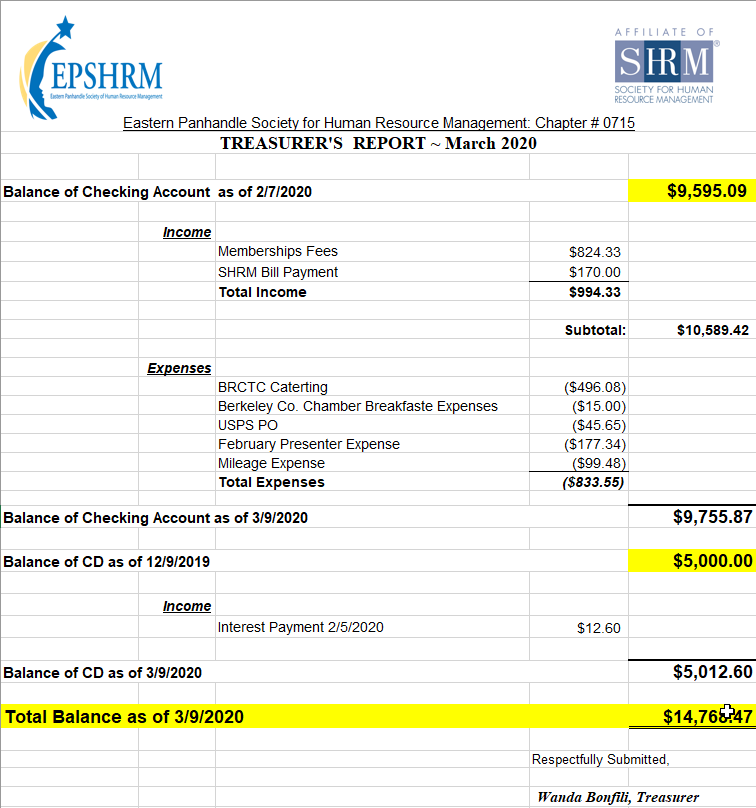 EPSHRM
Eastern Panhandle Society of Human Resource Management
AFFILIATE OF
SHRM®
SOCIETY FOR HUMAN
RESOURCE MANAGEMENT
Eastern Panhandle Society for Human Resource Management: Chapter # 0715
TREASURER'S REPORT ~ March 2020
Balance of Checking Account as of 2/7/2020 $9,595.09
Income
Memberships Fees $824.33
SHRM Bill Payment $170.00
Total Income $994.33
Subtotal: $10,589.42
Expenses
BRCTC Caterting ($496.08)
Berkeley Co. Chamber Breakfaste Expenses ($15.00)
USPS PO ($45.65)
February Presenter Expense ($177.34)
Mileage Expense ($99.48)
Total Expenses ($833.55)
Balance of Checking Account as of 3/9/2020 $9,755.87
Balance of CD as of 12/9/2019 $5,000.00
Income
Interest Payment 2/5/2020 $12.60
Balance of CD as of 3/9/2020 $5,012.60
Total Balance as of 3/9/2020 $14,768.47
Respectfully Submitted,
Wanda Bonfili, Treasurer